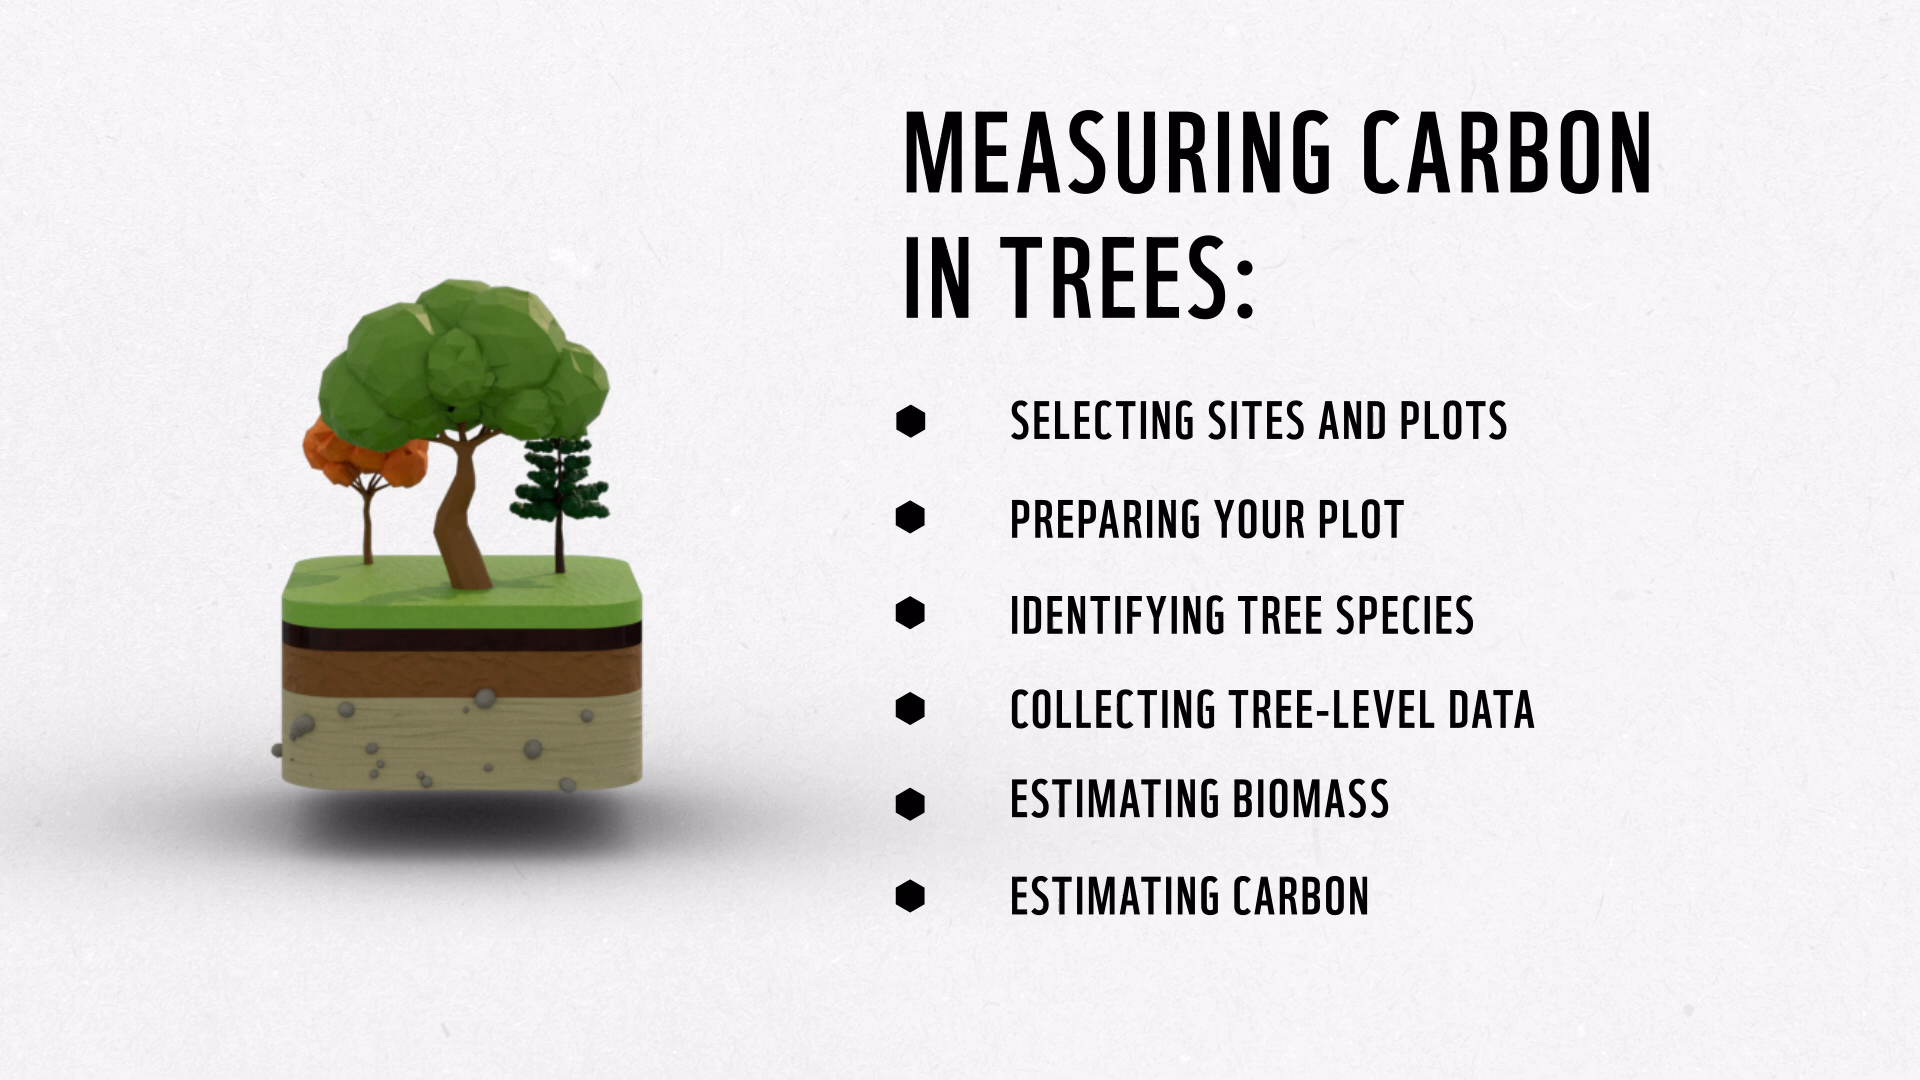 MEASURING CARBON
IN TREES:
SELECTING SITES AND PLOTS
PREPARING YOUR PLOT
IDENTIFYING TREE SPECIES
COLLECTING TREE-LEVEL DATA
ESTIMATING BIOMASS
ESTIMATING CARBON